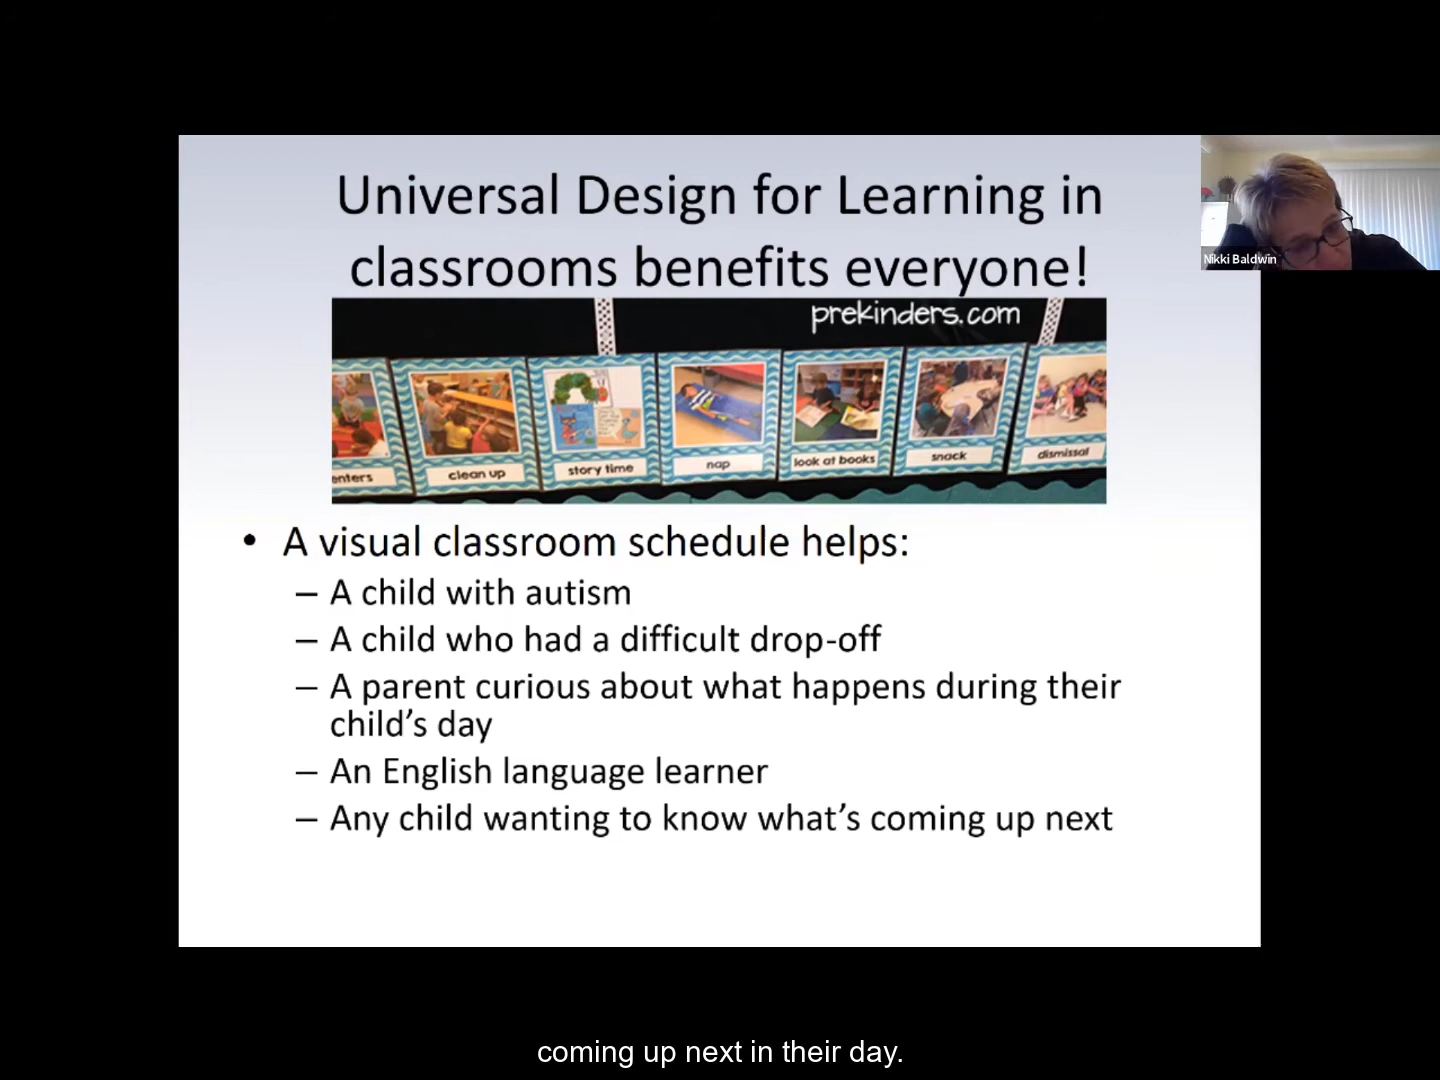 Universal Design for Learning in
classrooms benefits everyone!
prekinders.com
enters
clean up
story time
nap
look at books
snack
dismissal
Nikki Baldwin
• A visual classroom schedule helps:
– A child with autism
– A child who had a difficult drop-off
– A parent curious about what happens during their
child’s day
– An English language learner
– Any child wanting to know what’s coming up next
coming up next in their day.